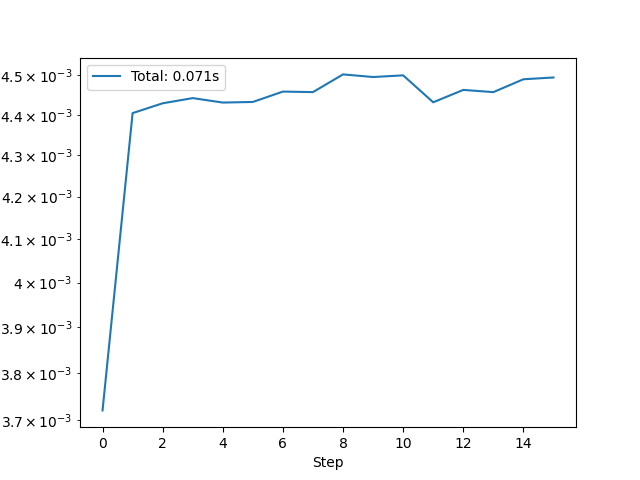 Total: 0.071s
4.5 × 10⁻³
4.4 × 10⁻³
4.3 × 10⁻³
4.2 × 10⁻³
4.1 × 10⁻³
4 × 10⁻³
3.9 × 10⁻³
3.8 × 10⁻³
3.7 × 10⁻³
0 2 4 6 8 10 12 14
Step